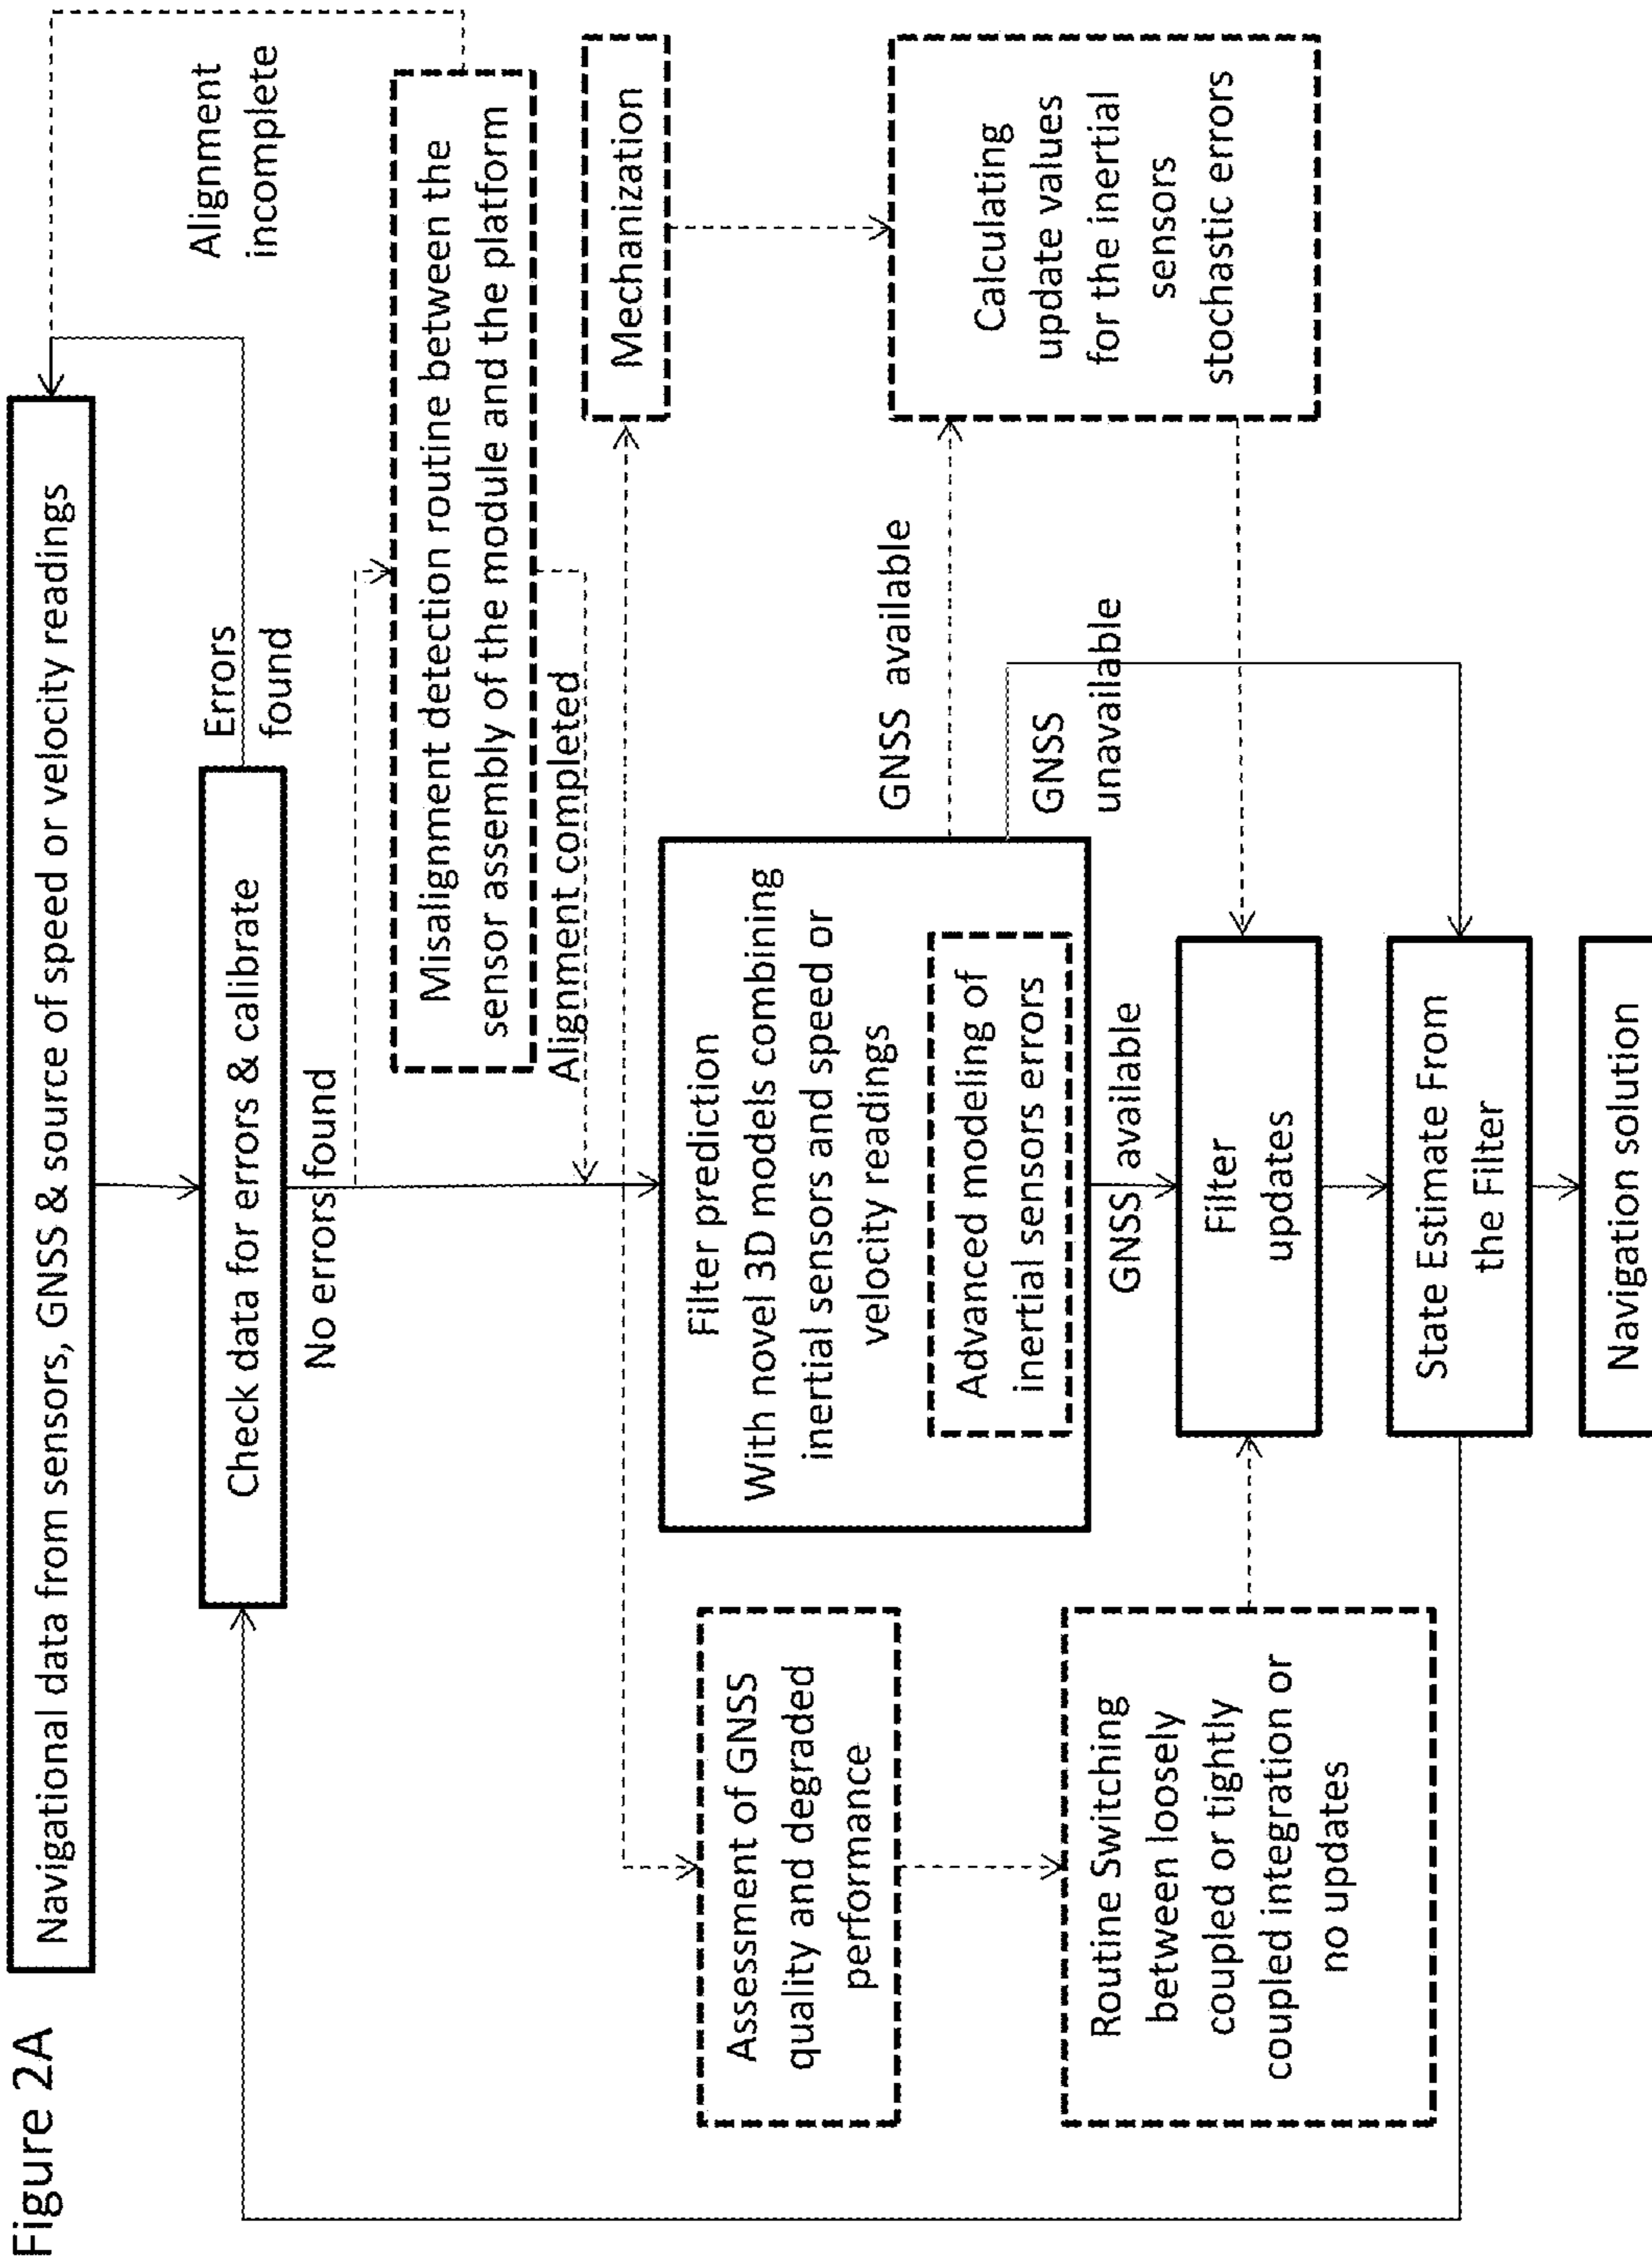 Figure 2A
Navigational data from sensors, GNSS & source of speed or velocity readings
Check data for errors & calibrate
Errors
found
Alignment
incomplete
No errors found
Misalignment detection routine between the
sensor assembly of the module and the platform
Alignment completed
Mechanization
Assessment of GNSS
quality and degraded
performance
Filter prediction
With novel 3D models combining
inertial sensors and speed or
velocity readings
Advanced modeling of
inertial sensors errors
GNSS available
GNSS
unavailable
Calculating
update values
for the inertial
sensors
stochastic errors
GNSS available
Routine Switching
between loosely
coupled or tightly
coupled integration or
no updates
Filter
updates
State Estimate From
the Filter
Navigation solution